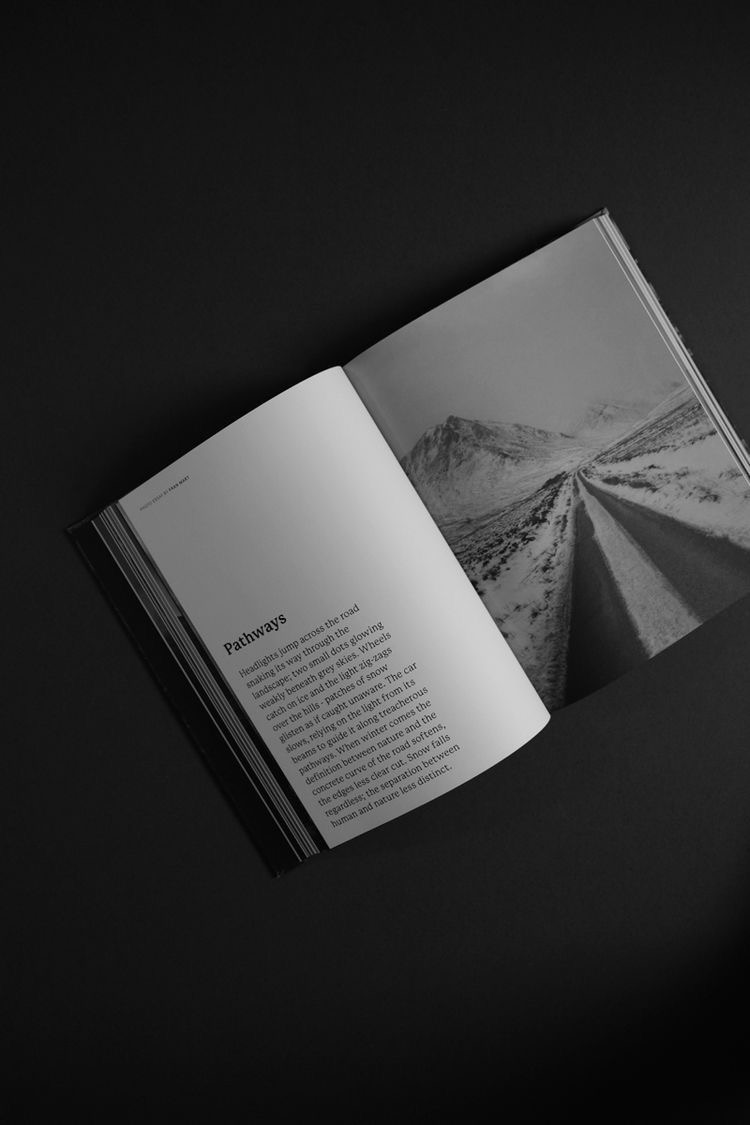 PHOTO ESSAY BY FRAN MART
Pathways
Headlights jump across the road
snaking its way through the
landscape; two small dots glowing
weakly beneath grey skies. Wheels
catch on ice and the light zig-zags
over the hills - patches of snow
glisten as if caught unaware. The car
slows, relying on the light from its
beams to guide it along treacherous
pathways. When winter comes the
definition between nature and the
concrete curve of the road softens,
the edges less clear cut. Snow falls
regardless; the separation between
human and nature less distinct.